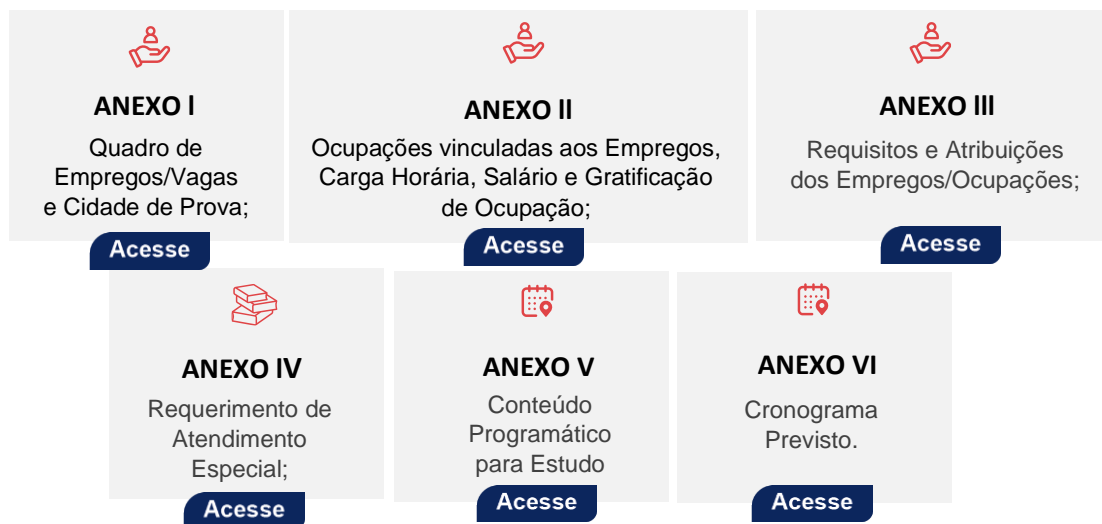 ANEXO I
Quadro de
Empregos/Vagas
e Cidade de Prova;
Acesse
ANEXO II
Ocupações vinculadas aos Empregos,
Carga Horária, Salário e Gratificação
de Ocupação;
Acesse
ANEXO III
Requisitos e Atribuições
dos Empregos/Ocupações;
Acesse
ANEXO IV
Requerimento de
Atendimento
Especial;
Acesse
ANEXO V
Conteúdo
Programático
para Estudo
Acesse
ANEXO VI
Cronograma
Previsto.
Acesse